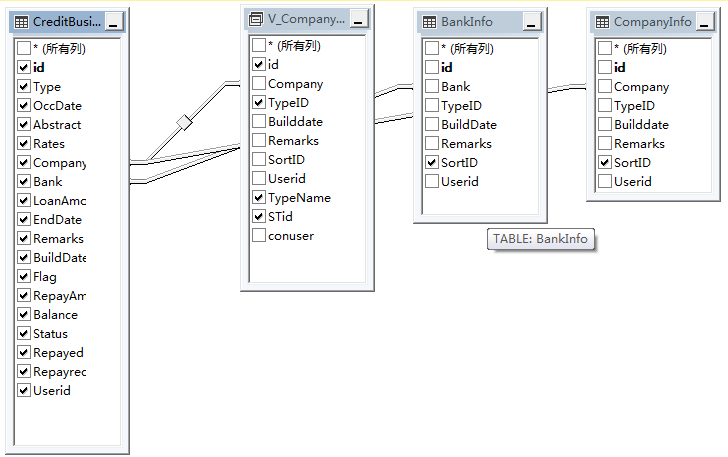 CreditBusi...
* (所有列)
id
Type
OccDate
Abstract
Rates
Company
Bank
LoanAmc
EndDate
Remarks
BuildDate
Flag
RepayAm
Balance
Status
Repayed
Repayrec
Userid
V_Company...
* (所有列)
id
Company
TypeID
Builddate
Remarks
SortID
Userid
TypeName
STid
conuser
BankInfo
* (所有列)
id
Bank
TypeID
BuildDate
Remarks
SortID
Userid
TABLE: BankInfo
CompanyInfo
* (所有列)
id
Company
TypeID
Builddate
Remarks
SortID
Userid